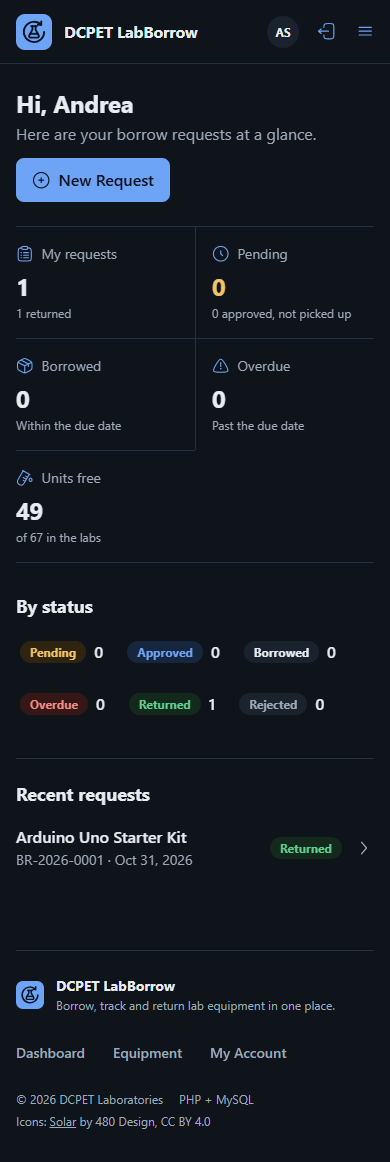 DCPET LabBorrow
AS
Hi, Andrea
Here are your borrow requests at a glance.
New Request
My requests
1
1 returned
Pending
0
0 approved, not picked up
Borrowed
0
Within the due date
Overdue
0
Past the due date
Units free
49
of 67 in the labs
By status
Pending 0 Approved 0 Borrowed 0
Overdue 0 Returned 1 Rejected 0
Recent requests
Arduino Uno Starter Kit
BR-2026-0001 · Oct 31, 2026
Returned
DCPET LabBorrow
Borrow, track and return lab equipment in one place.
Dashboard Equipment My Account
© 2026 DCPET Laboratories PHP + MySQL
Icons: Solar by 480 Design, CC BY 4.0